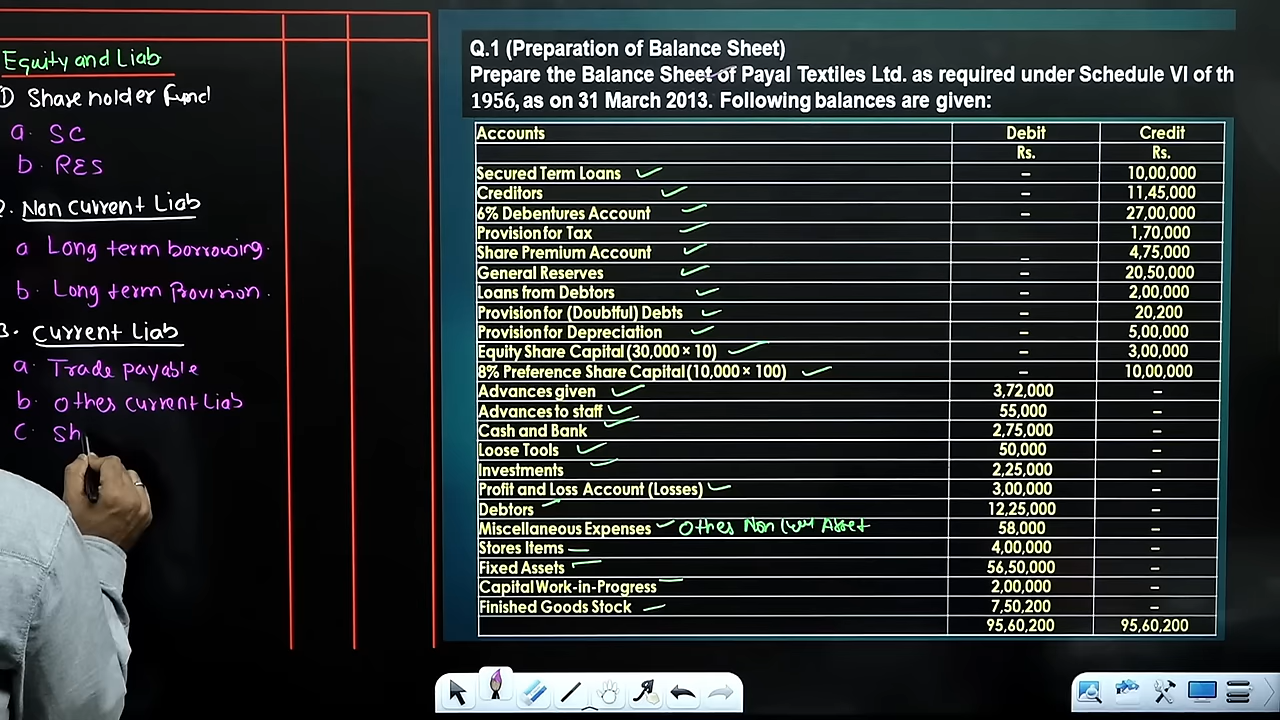 Equity and Liab
① Shareholder Fund
a. SC
b. RES
2. Non Current Liab
a Long term borrowing.
b. Long term Provision.
3. Current Liab
a. Trade payable
b. Other current Liab
c. Sh
Q.1 (Preparation of Balance Sheet)
Prepare the Balance Sheet of Payal Textiles Ltd. as required under Schedule VI of th
1956, as on 31 March 2013. Following balances are given:
Accounts Debit Credit
Rs. Rs.
Secured Term Loans – 10,00,000
Creditors – 11,45,000
6% Debentures Account – 27,00,000
Provision for Tax 1,70,000
Share Premium Account _ 4,75,000
General Reserves – 20,50,000
Loans from Debtors – 2,00,000
Provision for (Doubtful) Debts – 20,200
Provision for Depreciation – 5,00,000
Equity Share Capital (30,000 × 10) – 3,00,000
8% Preference Share Capital (10,000 × 100) – 10,00,000
Advances given 3,72,000 –
Advances to staff 55,000 –
Cash and Bank 2,75,000 –
Loose Tools 50,000 –
Investments 2,25,000 –
Profit and Loss Account (Losses) 3,00,000 –
Debtors 12,25,000 –
Miscellaneous Expenses Other Non Asset 58,000 –
Stores Items 4,00,000 –
Fixed Assets 56,50,000 –
Capital Work-in-Progress 2,00,000 –
Finished Goods Stock 7,50,200 –
95,60,200 95,60,200